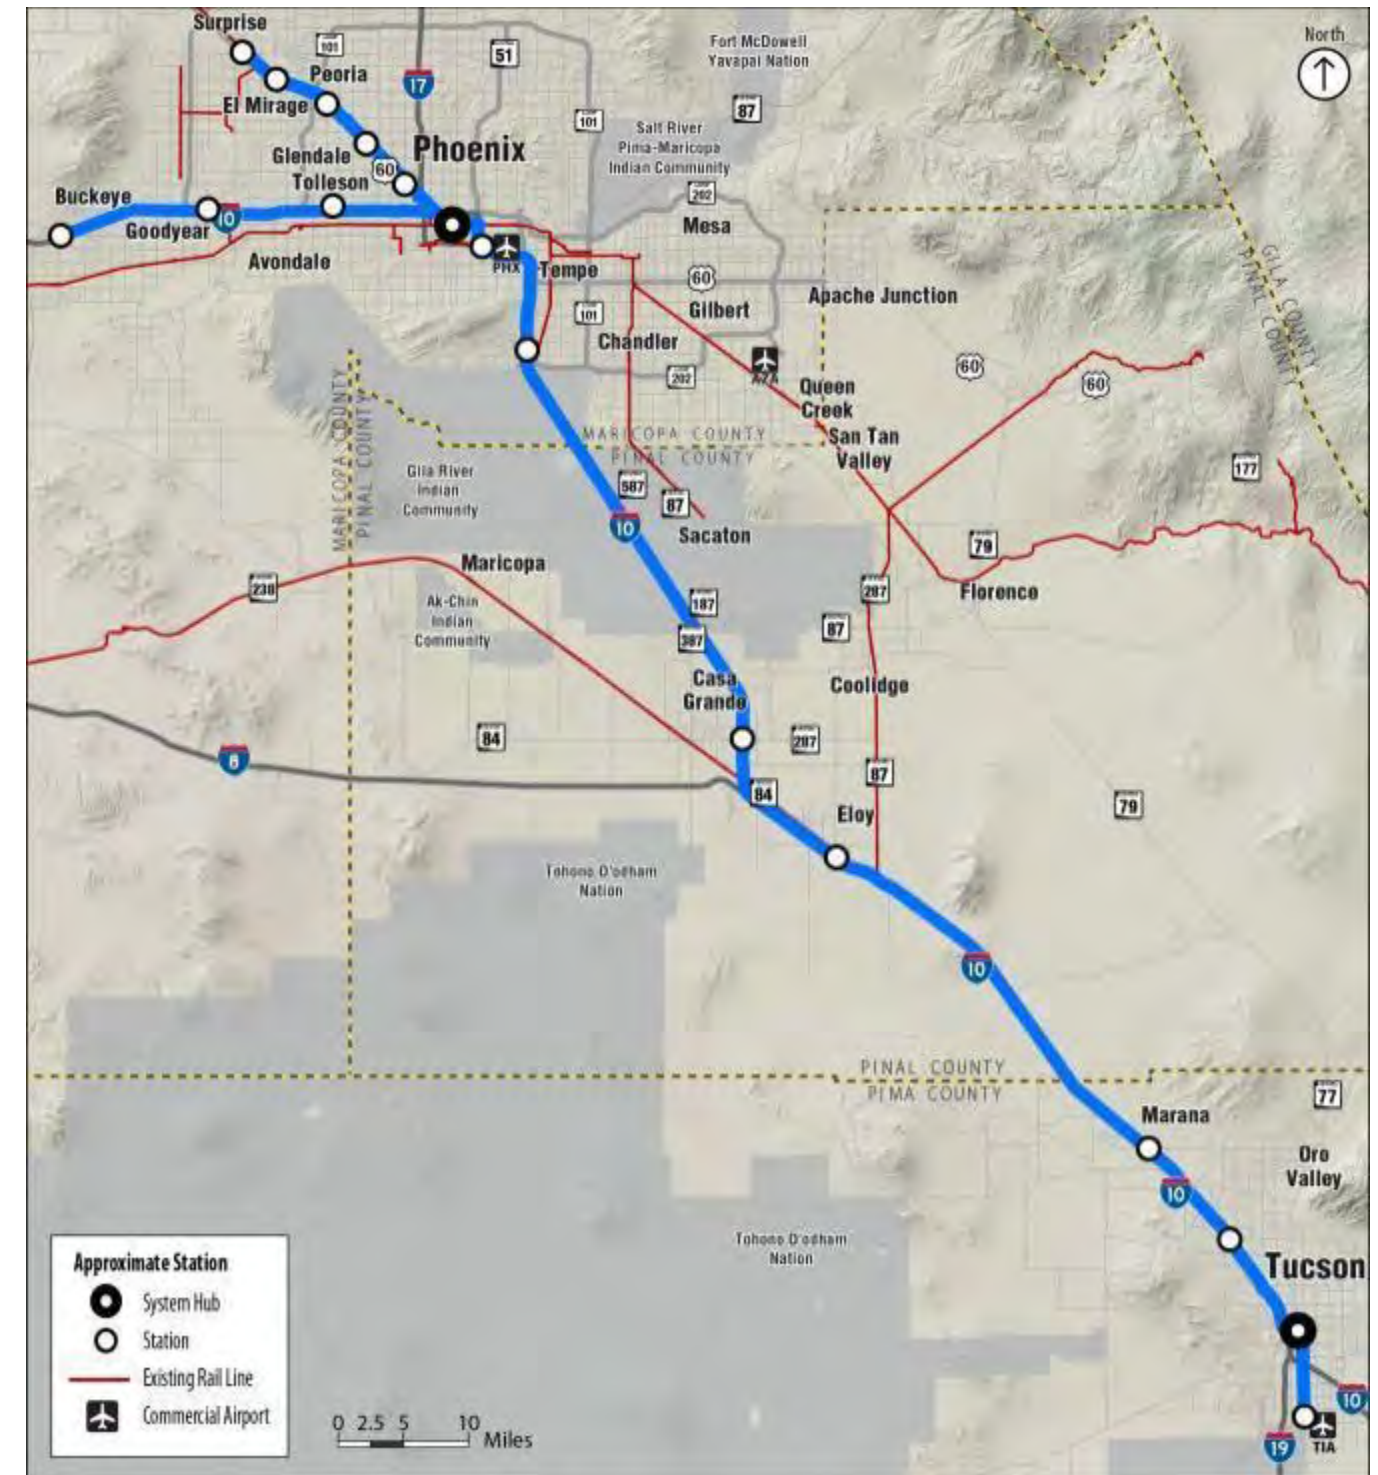 Surprise
North
101
51
Fort McDowell
Yavapai Nation
Peoria
17
El Mirage
87
101
Salt River
Pima-Maricopa
Indian Community
Phoenix
Glendale
60
Tolleson
Buckeye
202
10
Goodyear
Mesa
Avondale
PHX
Tempe
60
GILA COUNTY
PINAL COUNTY
Apache Junction
101
Gilbert
Chandler
AZA
202
60
60
Queen
Creek
MARICOPA COUNTY
PINAL COUNTY
MARICOPA COUNTY
PINAL COUNTY
San Tan
Valley
177
Gila River
Indian
Community
587
87
10
Sacaton
79
Maricopa
238
287
Florence
Ak-Chin
Indian
Community
187
87
387
Casa
Grande
Coolidge
84
287
8
87
84
79
Eloy
Tohono O'odham
Nation
10
PINAL COUNTY
PIMA COUNTY
77
Marana
Oro
Valley
10
Tohono O'odham
Nation
Tucson
Approximate Station
System Hub
Station
Existing Rail Line
Commercial Airport
0 2.5 5 10
Miles
10
19
TIA